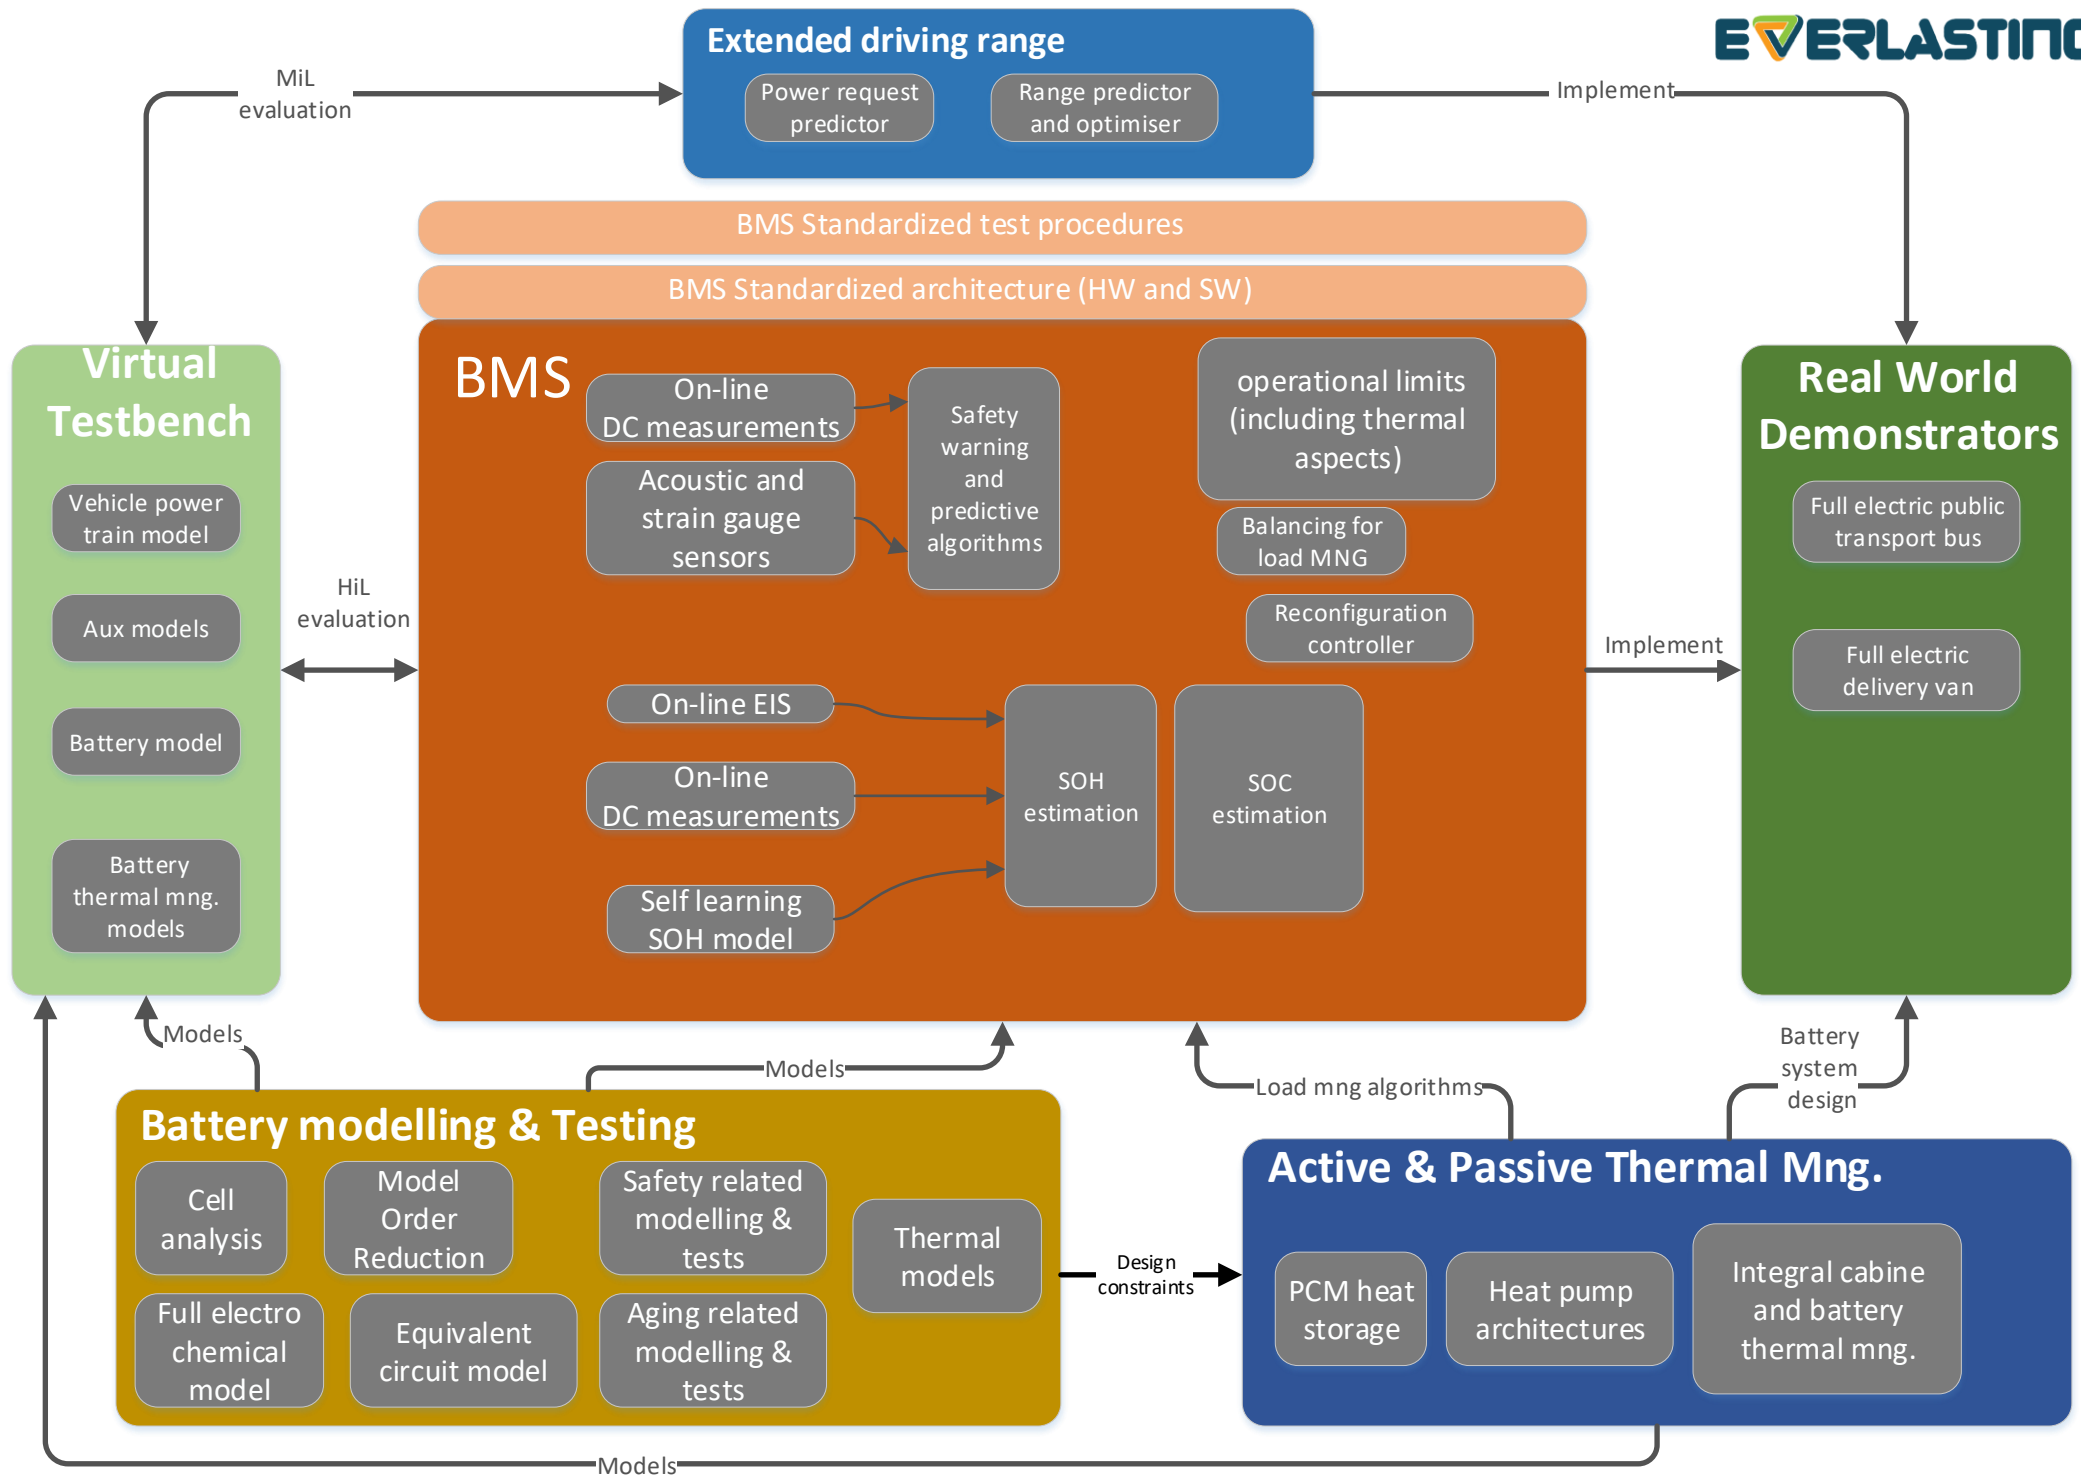 EVERLASTING
Extended driving range
Power request
predictor
Range predictor
and optimiser
MiL
evaluation
Implement
BMS Standardized test procedures
BMS Standardized architecture (HW and SW)
Virtual
Testbench
Vehicle power
train model
Aux models
Battery model
Battery
thermal mng.
models
HiL
evaluation
BMS
On-line
DC measurements
Acoustic and
strain gauge
sensors
Safety
warning
and
predictive
algorithms
operational limits
(including thermal
aspects)
Balancing for
load MNG
Reconfiguration
controller
On-line EIS
On-line
DC measurements
Self learning
SOH model
SOH
estimation
SOC
estimation
Implement
Real World
Demonstrators
Full electric public
transport bus
Full electric
delivery van
Models
Models
Load mng algorithms
Battery
system
design
Battery modelling & Testing
Cell
analysis
Model
Order
Reduction
Safety related
modelling &
tests
Thermal
models
Full electro
chemical
model
Equivalent
circuit model
Aging related
modelling &
tests
Design
constraints
Active & Passive Thermal Mng.
PCM heat
storage
Heat pump
architectures
Integral cabine
and battery
thermal mng.
Models